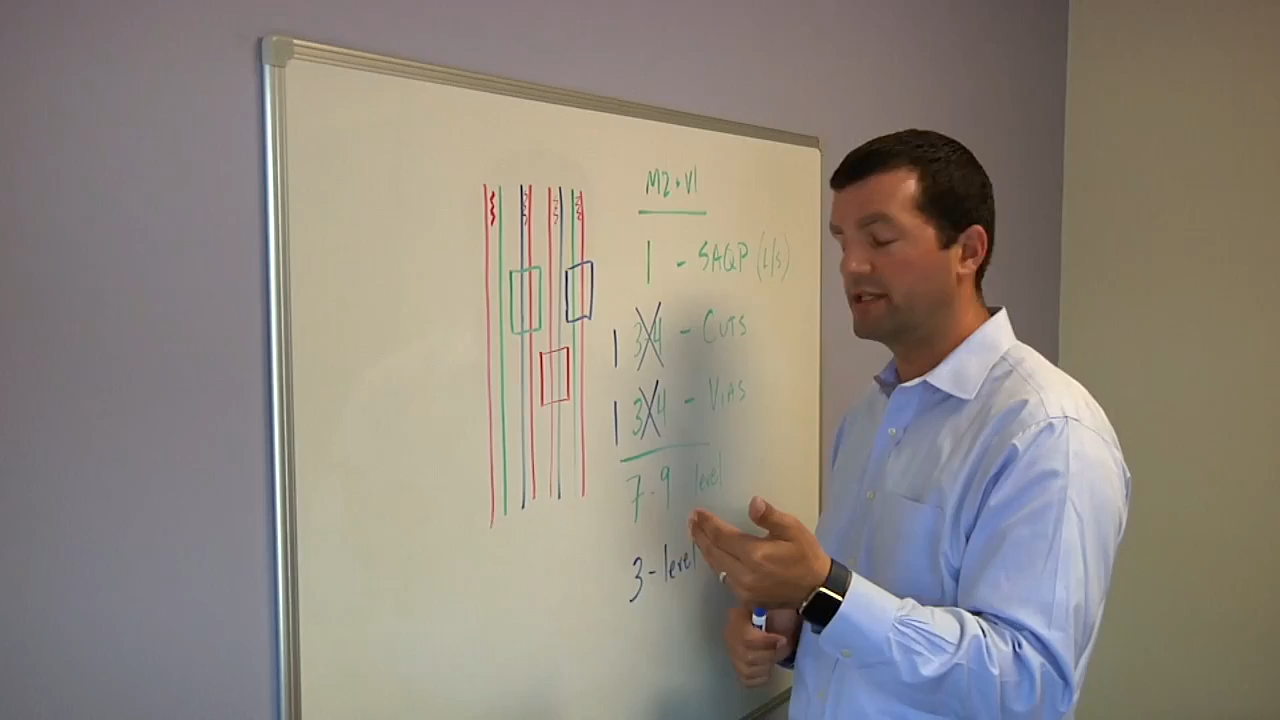 M2 + V1
1 - SAQP (L/S)
1 3-4 - CUTS
1 3-4 - VIAS
7-9 level
3-level